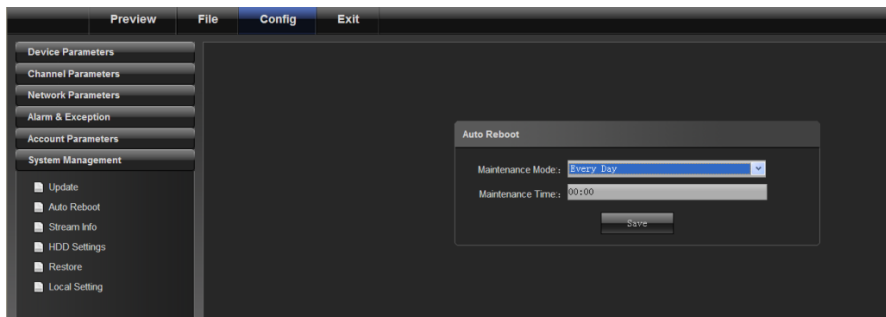 Preview File Config Exit
Device Parameters
Channel Parameters
Network Parameters
Alarm & Exception
Account Parameters
System Management
Update
Auto Reboot
Stream Info
HDD Settings
Restore
Local Setting
Auto Reboot
Maintenance Mode:: Every Day
Maintenance Time:: 00:00
Save